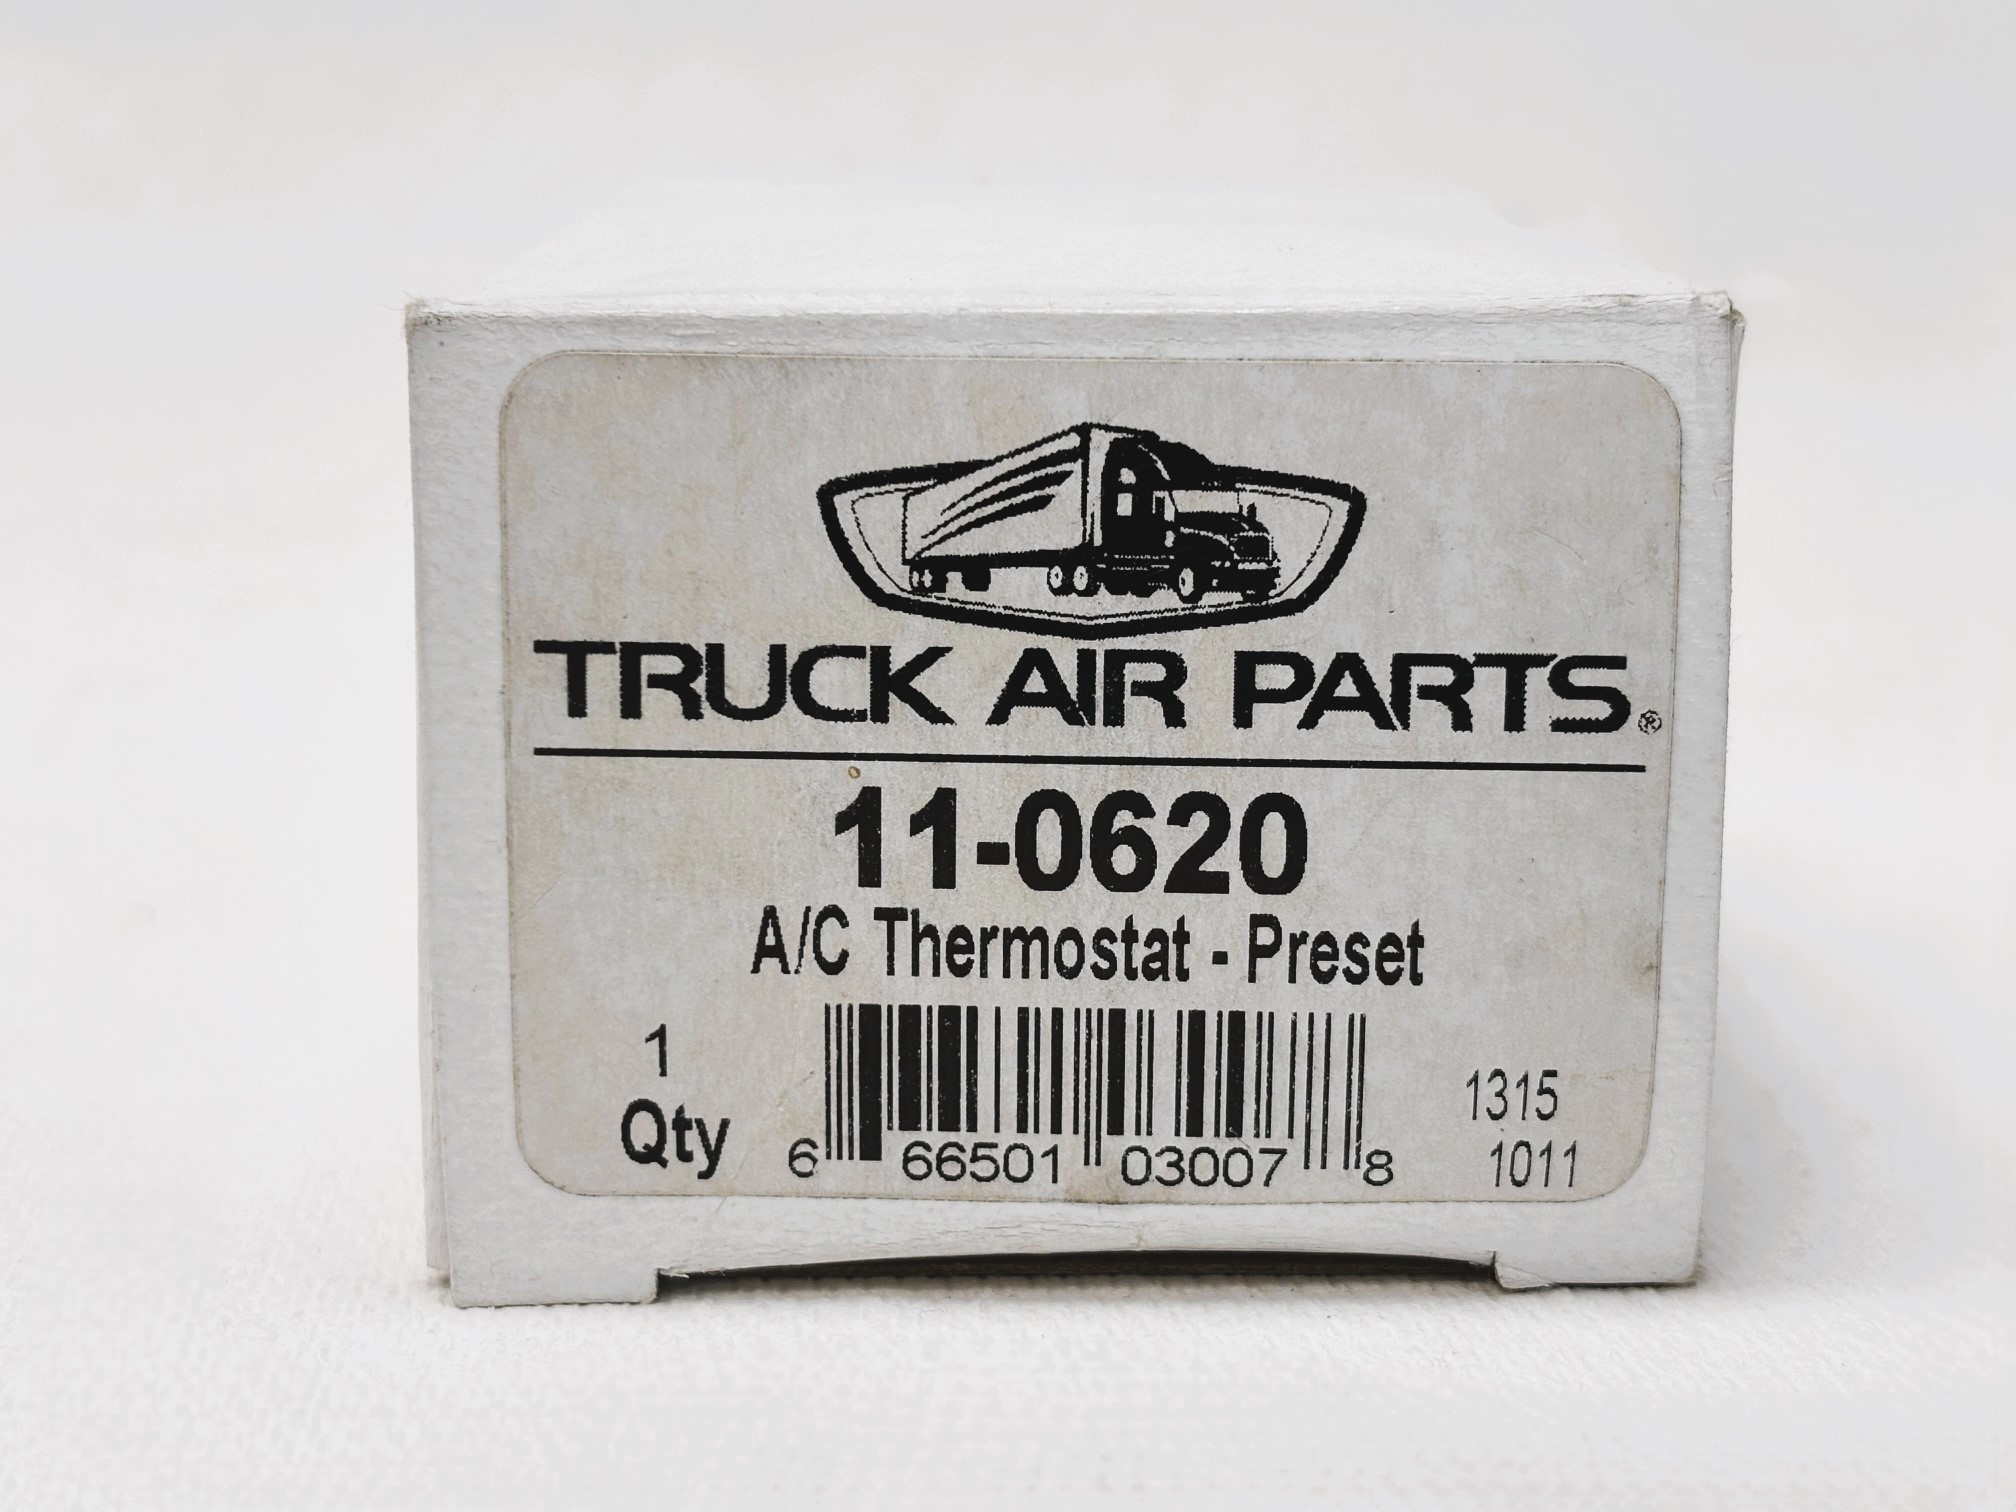 TRUCK AIR PARTS®
11-0620
A/C Thermostat - Preset
1
Qty
6 66501 03007 8
1315
1011